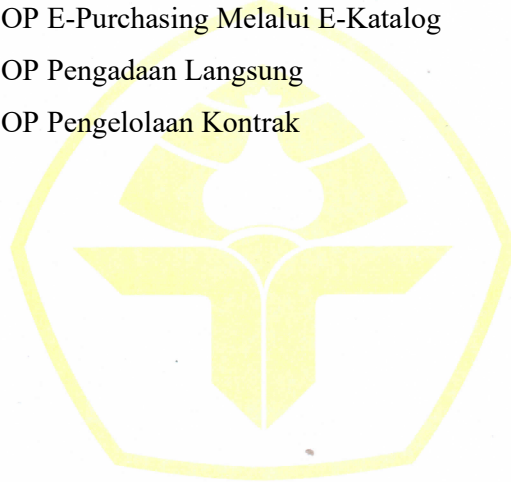 OP E-Purchasing Melalui E-Katalog
OP Pengadaan Langsung
OP Pengelolaan Kontrak